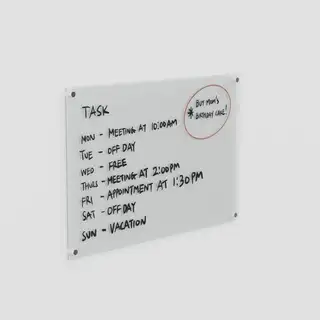 TASK
* BUY MOM'S
BIRTHDAY CAKE!
MON - MEETING AT 10:00AM
TUE - OFF DAY
WED - FREE
THURS - MEETING AT 2:00PM
FRI - APPOINTMENT AT 1:30PM
SAT - OFF DAY
SUN - VACATION